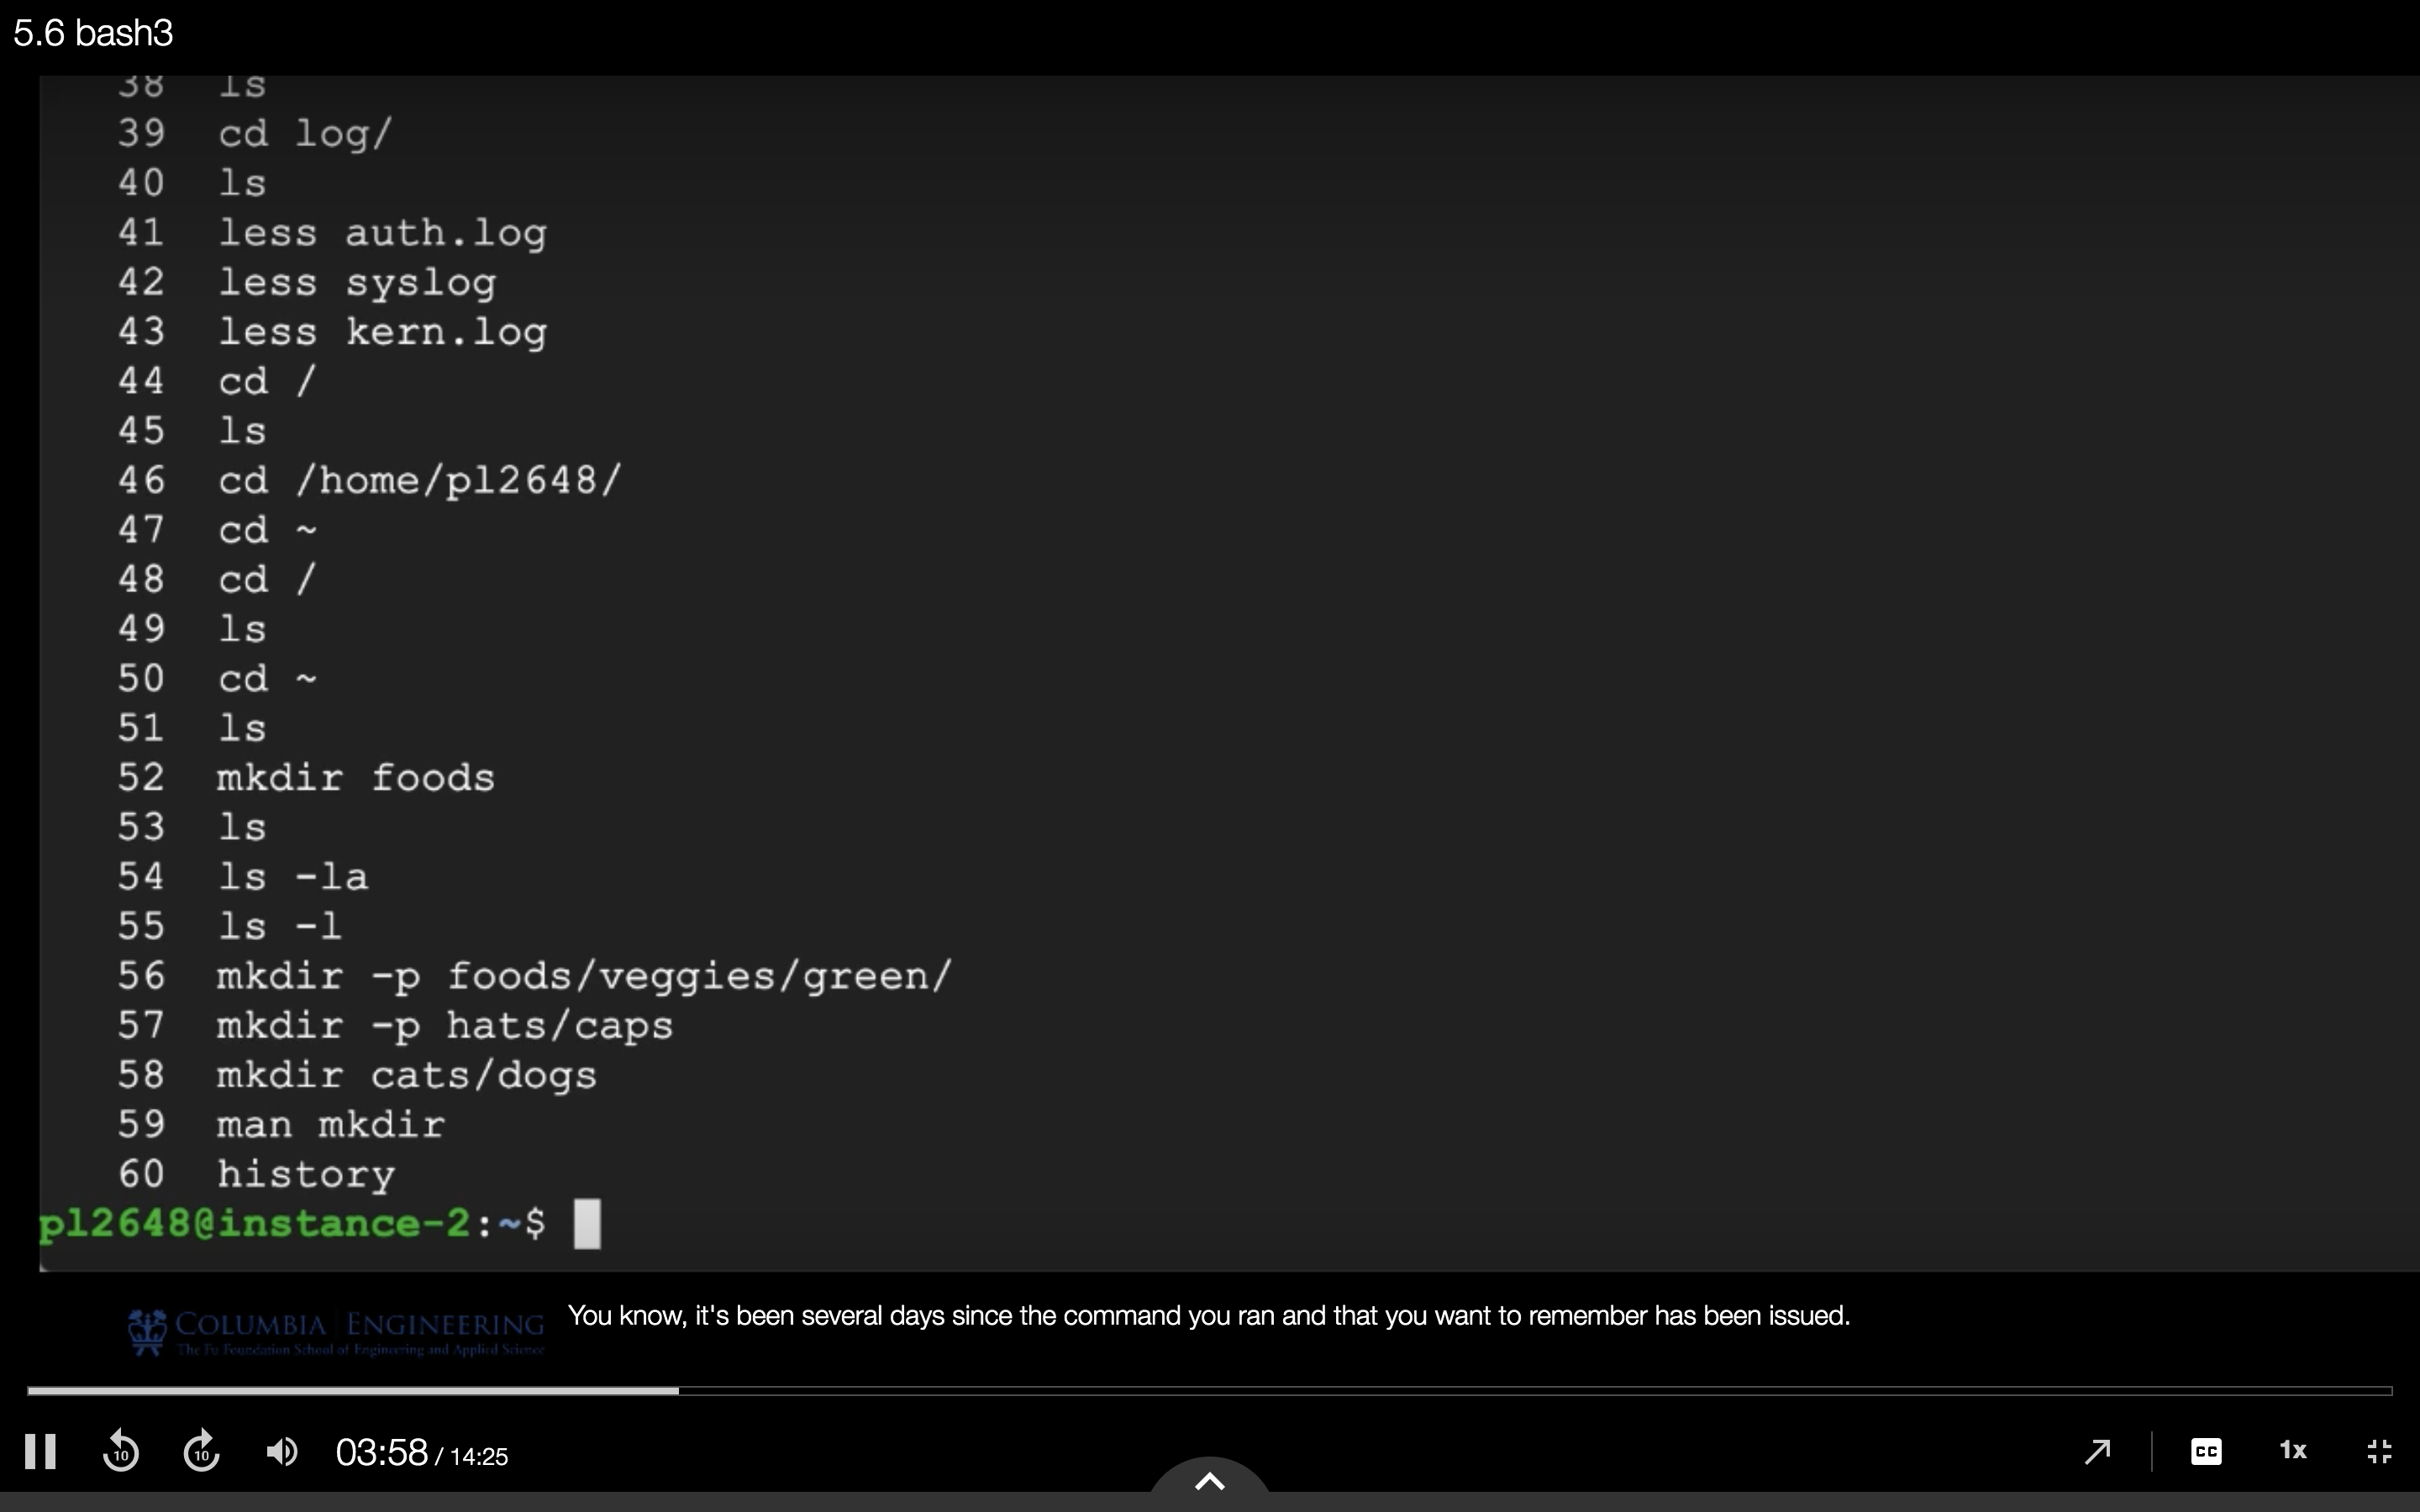 5.6 bash3
38 ls
39 cd log/
40 ls
41 less auth.log
42 less syslog
43 less kern.log
44 cd /
45 ls
46 cd /home/pl2648/
47 cd ~
48 cd /
49 ls
50 cd ~
51 ls
52 mkdir foods
53 ls
54 ls -la
55 ls -l
56 mkdir -p foods/veggies/green/
57 mkdir -p hats/caps
58 mkdir cats/dogs
59 man mkdir
60 history
pl2648@instance-2:~$
COLUMBIA | ENGINEERING
The Fu Foundation School of Engineering and Applied Science
You know, it's been several days since the command you ran and that you want to remember has been issued.
10 10 03:58 / 14:25 CC 1x